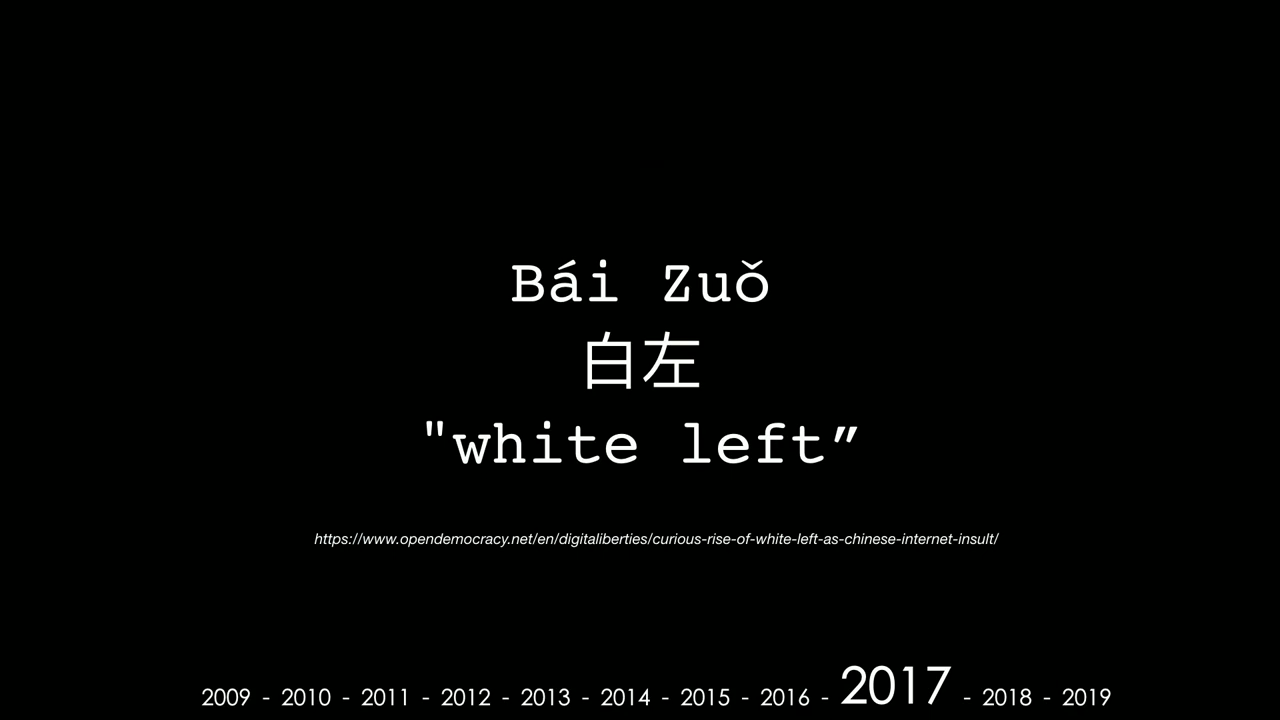 Bái Zuǒ
白左
"white left”
https://www.opendemocracy.net/en/digitaliberties/curious-rise-of-white-left-as-chinese-internet-insult/
2009 - 2010 - 2011 - 2012 - 2013 - 2014 - 2015 - 2016 - 2017 - 2018 - 2019